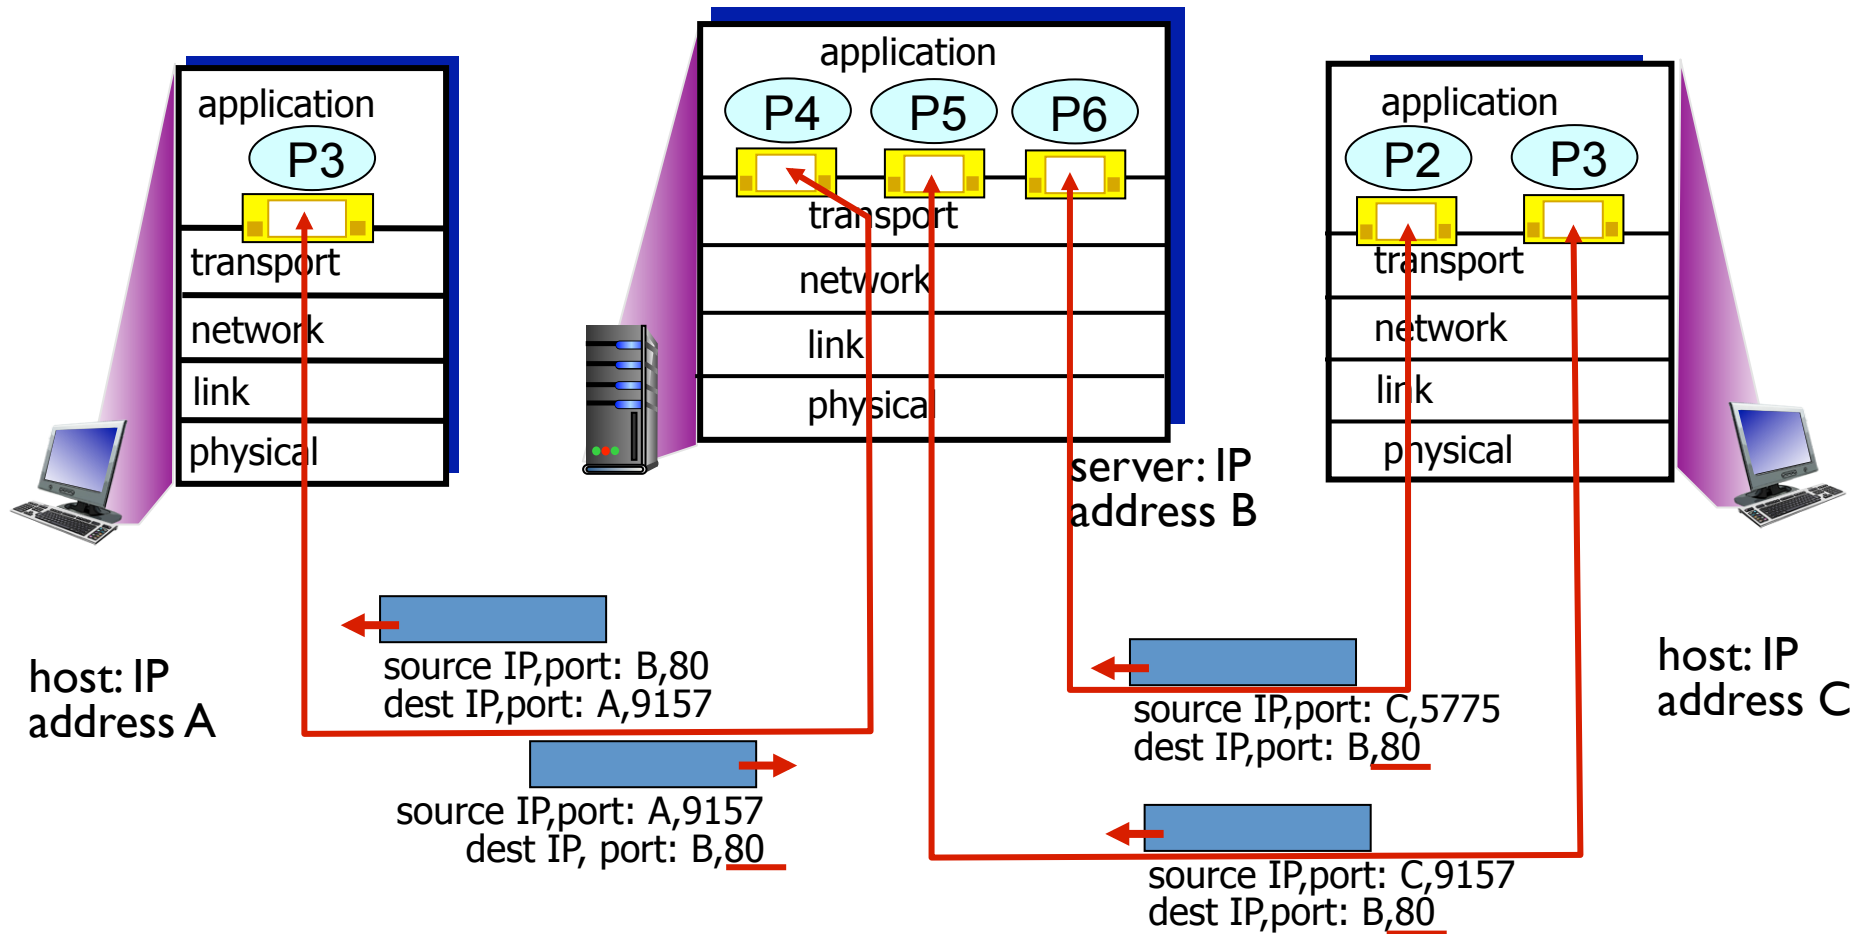 application
P3
transport
network
link
physical
host: IP
address A
application
P4 P5 P6
transport
network
link
physical
server: IP
address B
application
P2 P3
transport
network
link
physical
host: IP
address C
source IP,port: B,80
dest IP,port: A,9157
source IP,port: A,9157
dest IP, port: B,80
source IP,port: C,5775
dest IP,port: B,80
source IP,port: C,9157
dest IP,port: B,80